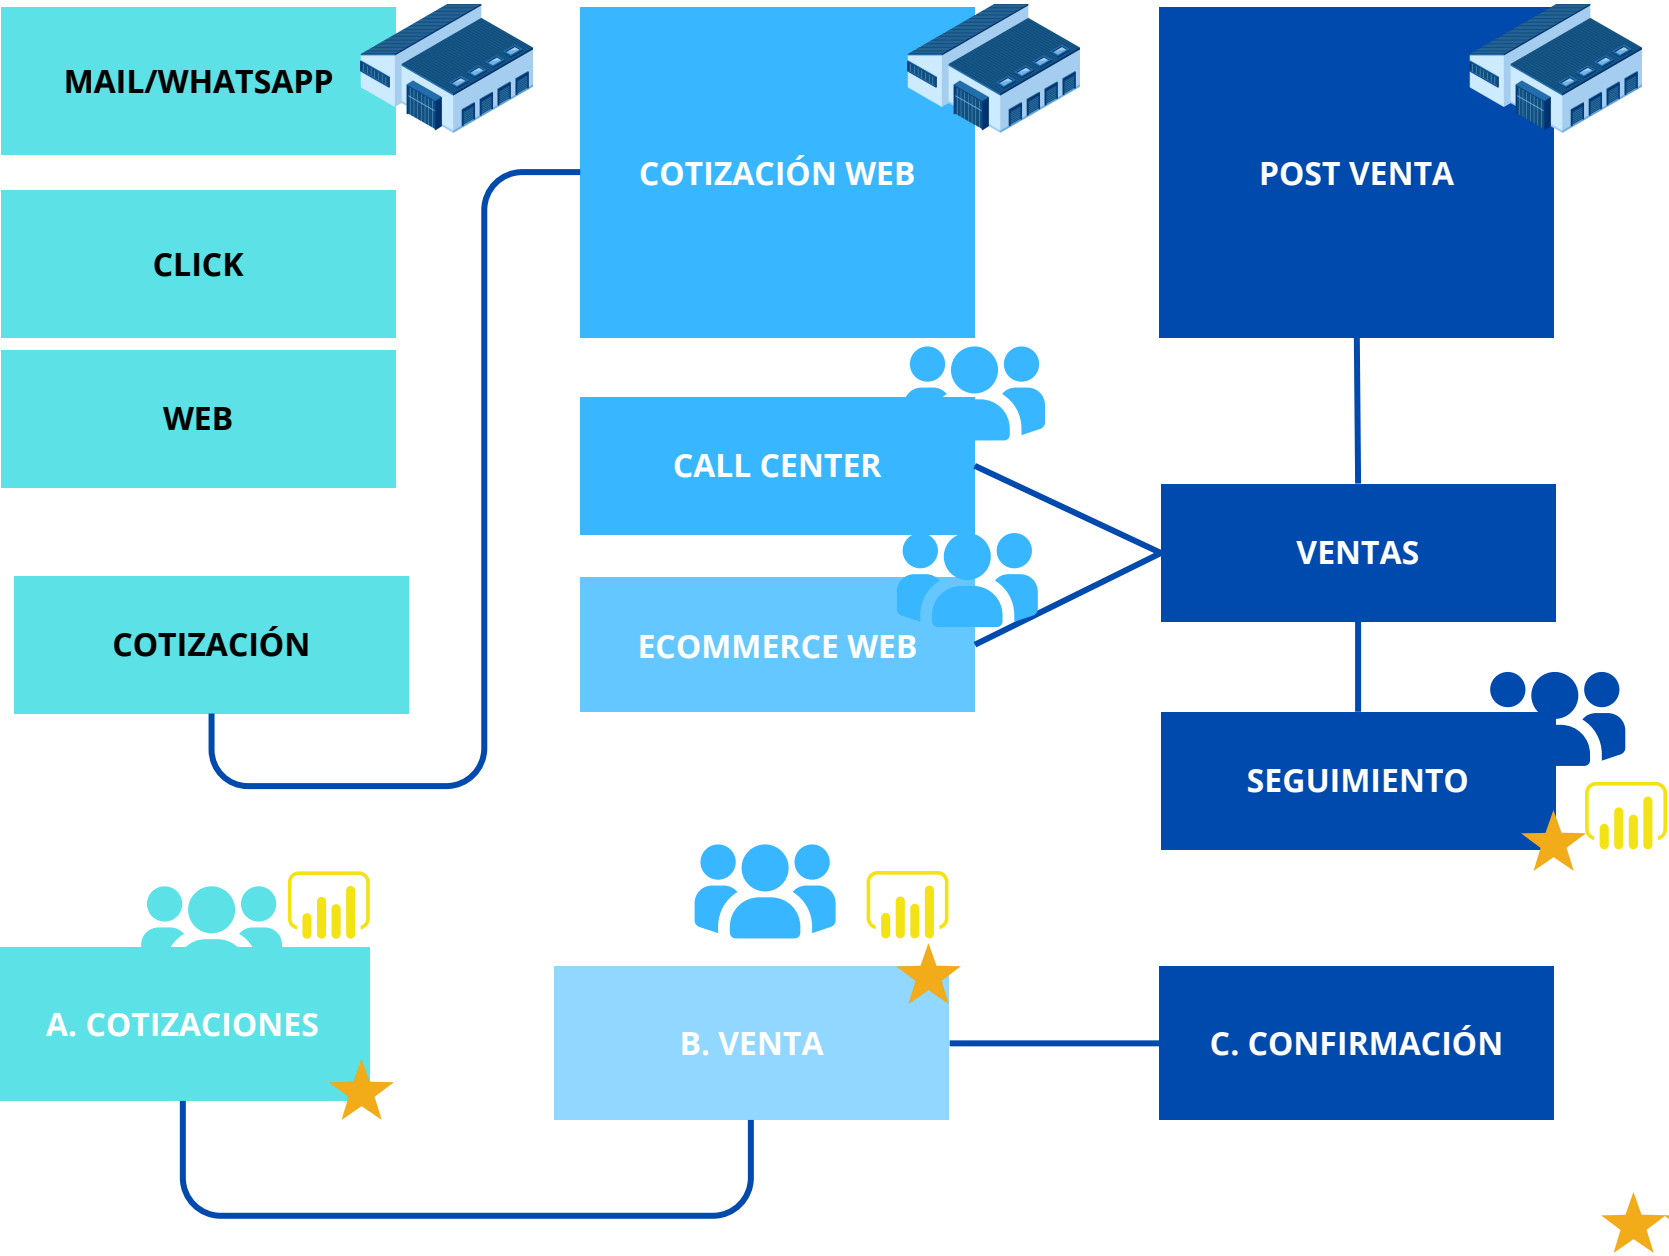 MAIL/WHATSAPP
CLICK
WEB
COTIZACIÓN
COTIZACIÓN WEB
CALL CENTER
ECOMMERCE WEB
POST VENTA
VENTAS
SEGUIMIENTO
A. COTIZACIONES
B. VENTA
C. CONFIRMACIÓN